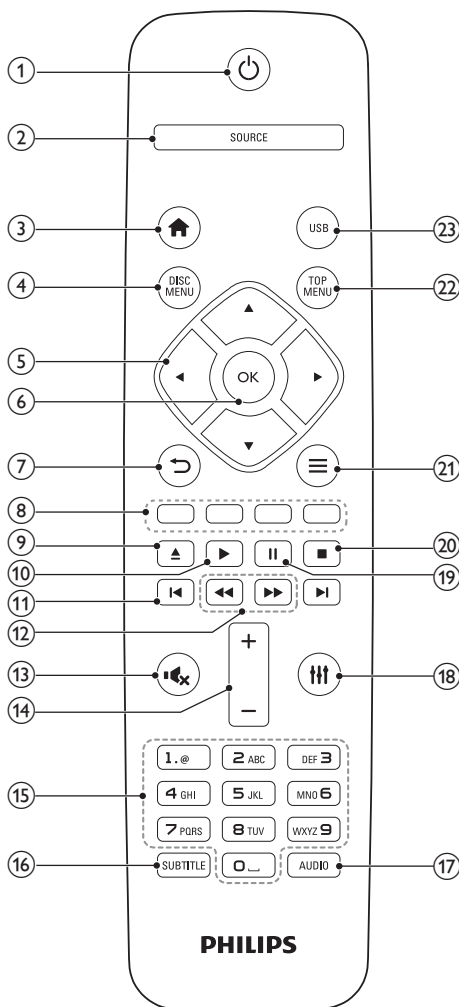 1
2 SOURCE
3 USB 23
4 DISC MENU TOP MENU 22
5
6 OK
7 21
8
9 20
10 19
11
12
13 + 18
14 –
1.@ 2 ABC DEF 3
15 4 GHI 5 JKL MNO 6
7 PQRS 8 TUV WXYZ 9
16 SUBTITLE 0 AUDIO 17
PHILIPS